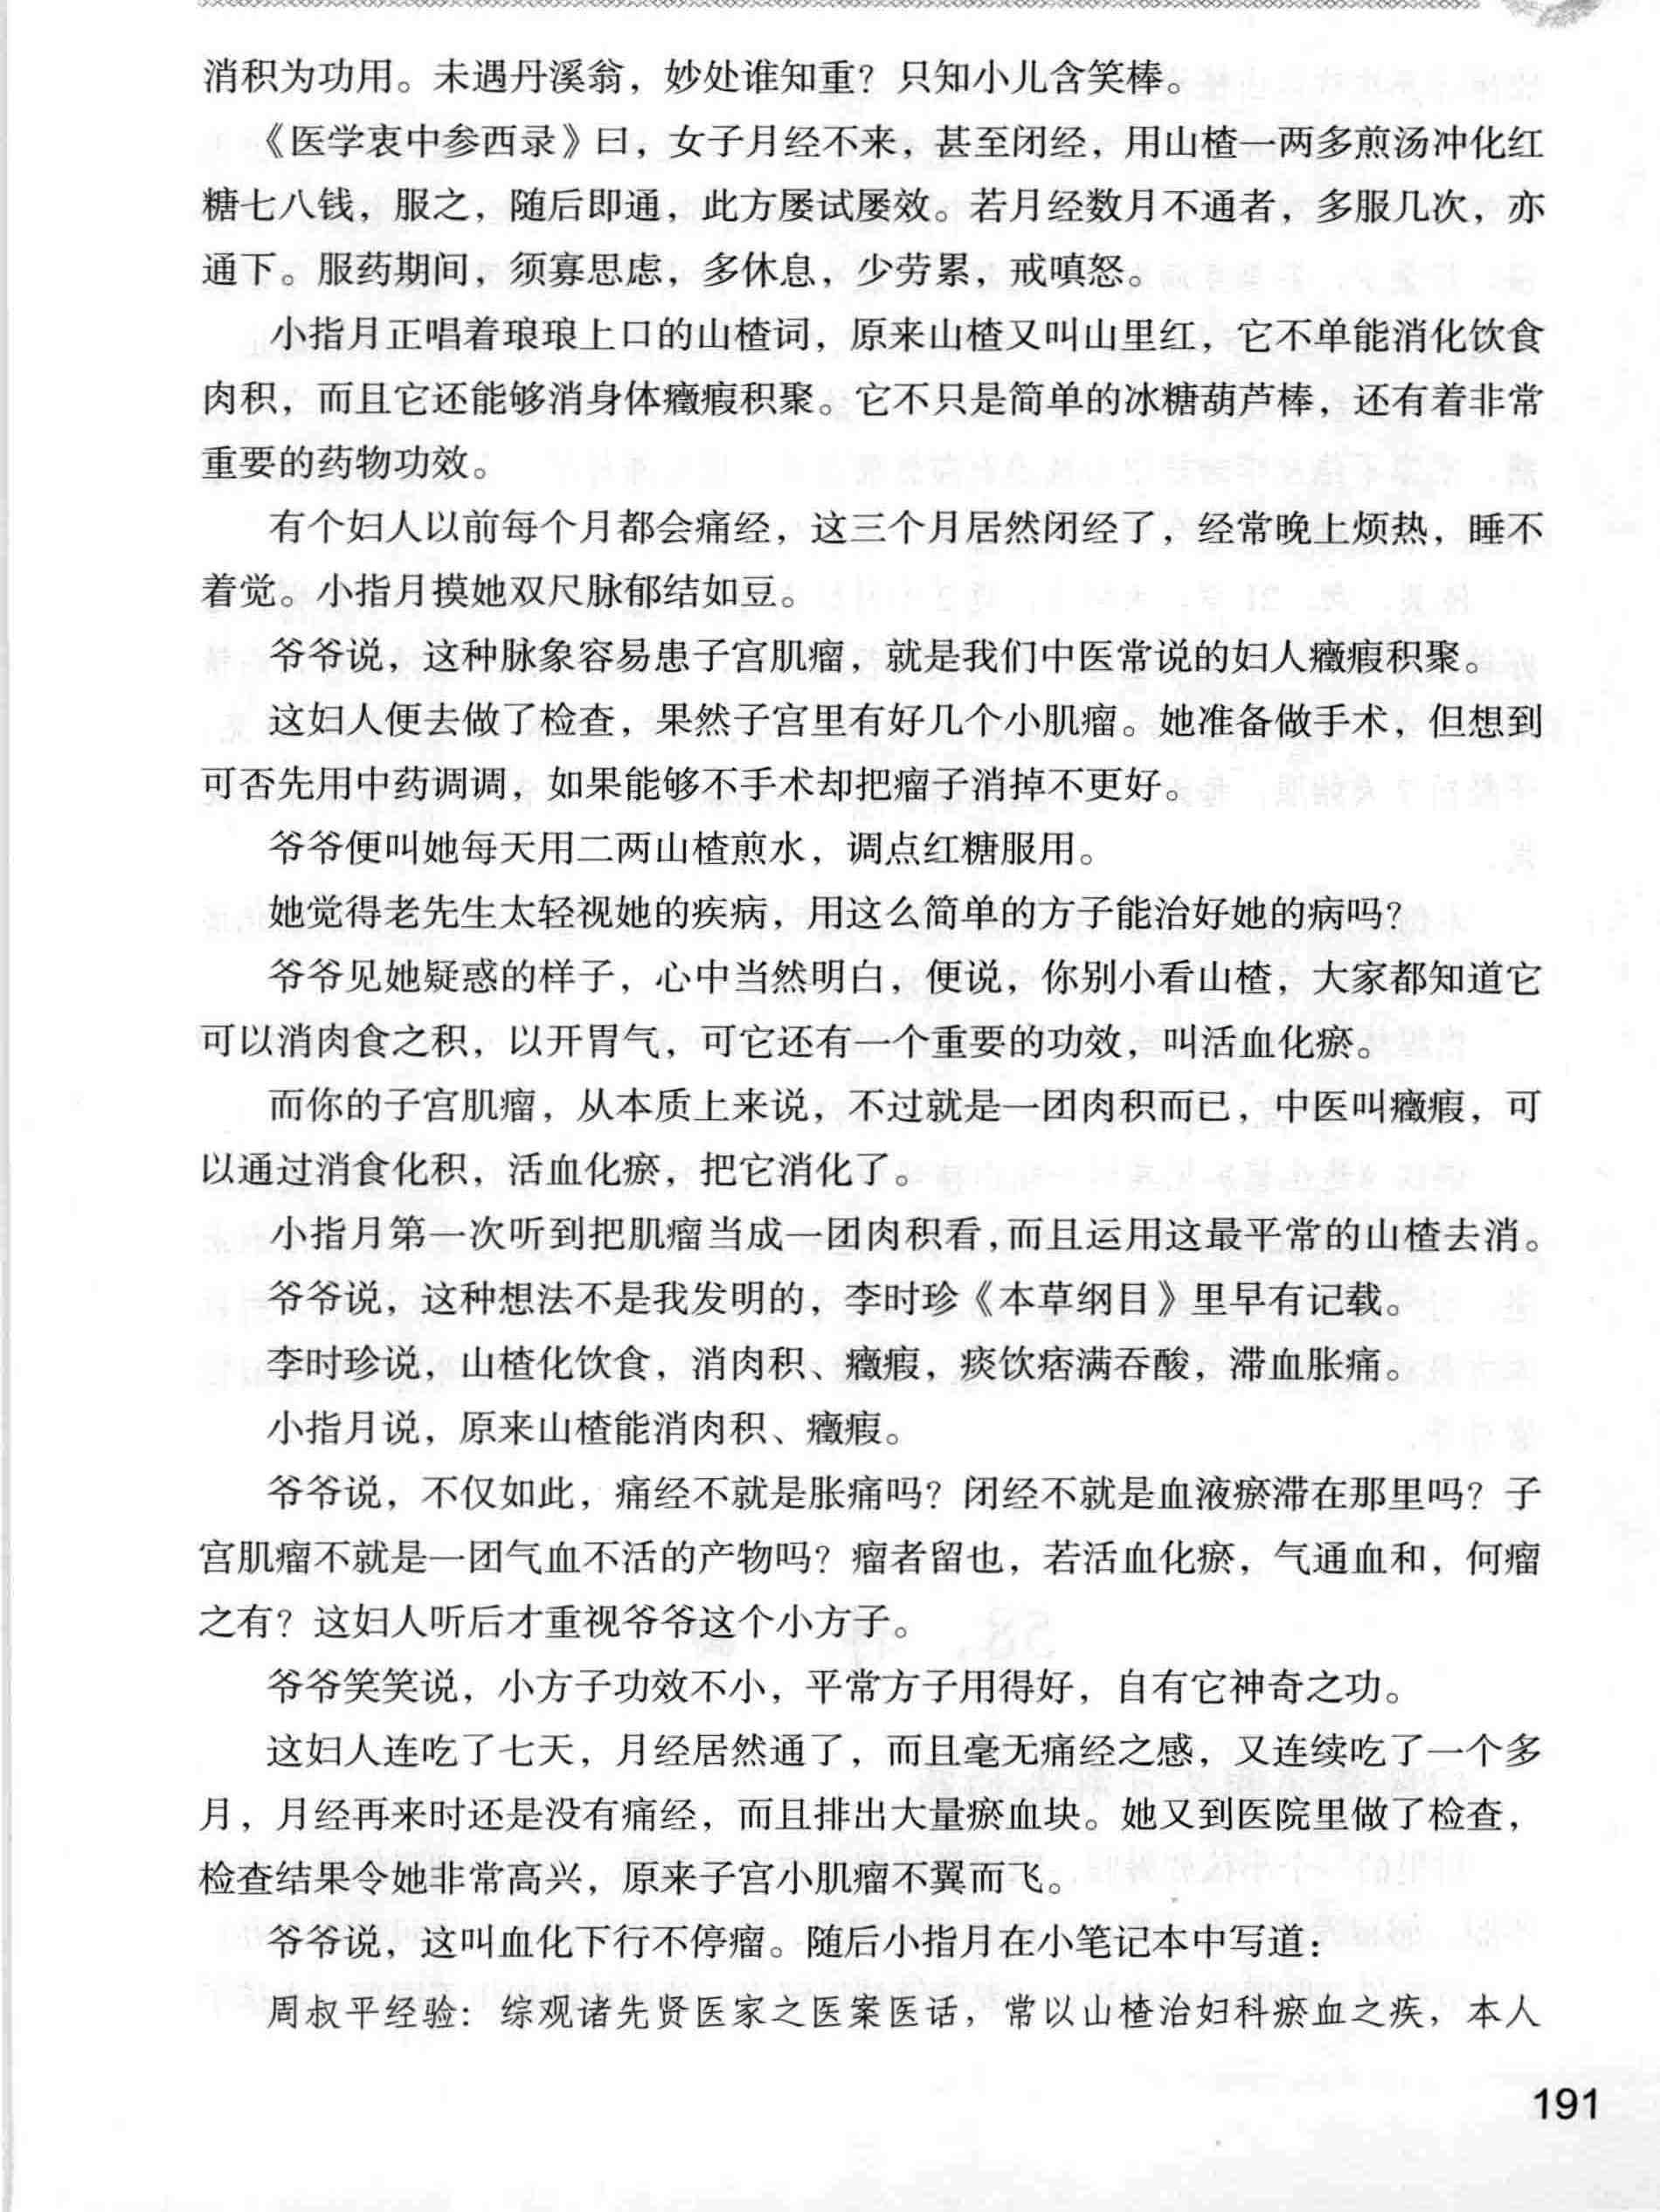 消积为功用。未遇丹溪翁，妙处谁知重？只知小儿含笑棒。
《医学衷中参西录》曰，女子月经不来，甚至闭经，用山楂一两多煎汤冲化红
糖七八钱，服之，随后即通，此方屡试屡效。若月经数月不通者，多服几次，亦
通下。服药期间，须寡思虑，多休息，少劳累，戒嗔怒。
小指月正唱着琅琅上口的山楂词，原来山楂又叫山里红，它不单能消化饮食
肉积，而且它还能够消身体癥瘕积聚。它不只是简单的冰糖葫芦棒，还有着非常
重要的药物功效。
有个妇人以前每个月都会痛经，这三个月居然闭经了，经常晚上烦热，睡不
着觉。小指月摸她双尺脉郁结如豆。
爷爷说，这种脉象容易患子宫肌瘤，就是我们中医常说的妇人癥瘕积聚。
这妇人便去做了检查，果然子宫里有好几个小肌瘤。她准备做手术，但想到
可否先用中药调调，如果能够不手术却把瘤子消掉不更好。
爷爷便叫她每天用二两山楂煎水，调点红糖服用。
她觉得老先生太轻视她的疾病，用这么简单的方子能治好她的病吗？
爷爷见她疑惑的样子，心中当然明白，便说，你别小看山楂，大家都知道它
可以消肉食之积，以开胃气，可它还有一个重要的功效，叫活血化瘀。
而你的子宫肌瘤，从本质上来说，不过就是一团肉积而已，中医叫癥瘕，可
以通过消食化积，活血化瘀，把它消化了。
小指月第一次听到把肌瘤当成一团肉积看，而且运用这最平常的山楂去消。
爷爷说，这种想法不是我发明的，李时珍《本草纲目》里早有记载。
李时珍说，山楂化饮食，消肉积、癥瘕，痰饮痞满吞酸，滞血胀痛。
小指月说，原来山楂能消肉积、癥瘕。
爷爷说，不仅如此，痛经不就是胀痛吗？闭经不就是血液瘀滞在那里吗？子
宫肌瘤不就是一团气血不活的产物吗？瘤者留也，若活血化瘀，气通血和，何瘤
之有？这妇人听后才重视爷爷这个小方子。
爷爷笑笑说，小方子功效不小，平常方子用得好，自有它神奇之功。
这妇人连吃了七天，月经居然通了，而且毫无痛经之感，又连续吃了一个多
月，月经再来时还是没有痛经，而且排出大量瘀血块。她又到医院里做了检查，
检查结果令她非常高兴，原来子宫小肌瘤不翼而飞。
爷爷说，这叫血化下行不停瘤。随后小指月在小笔记本中写道：
周叔平经验：综观诸先贤医家之医案医话，常以山楂治妇科瘀血之疾，本人
191